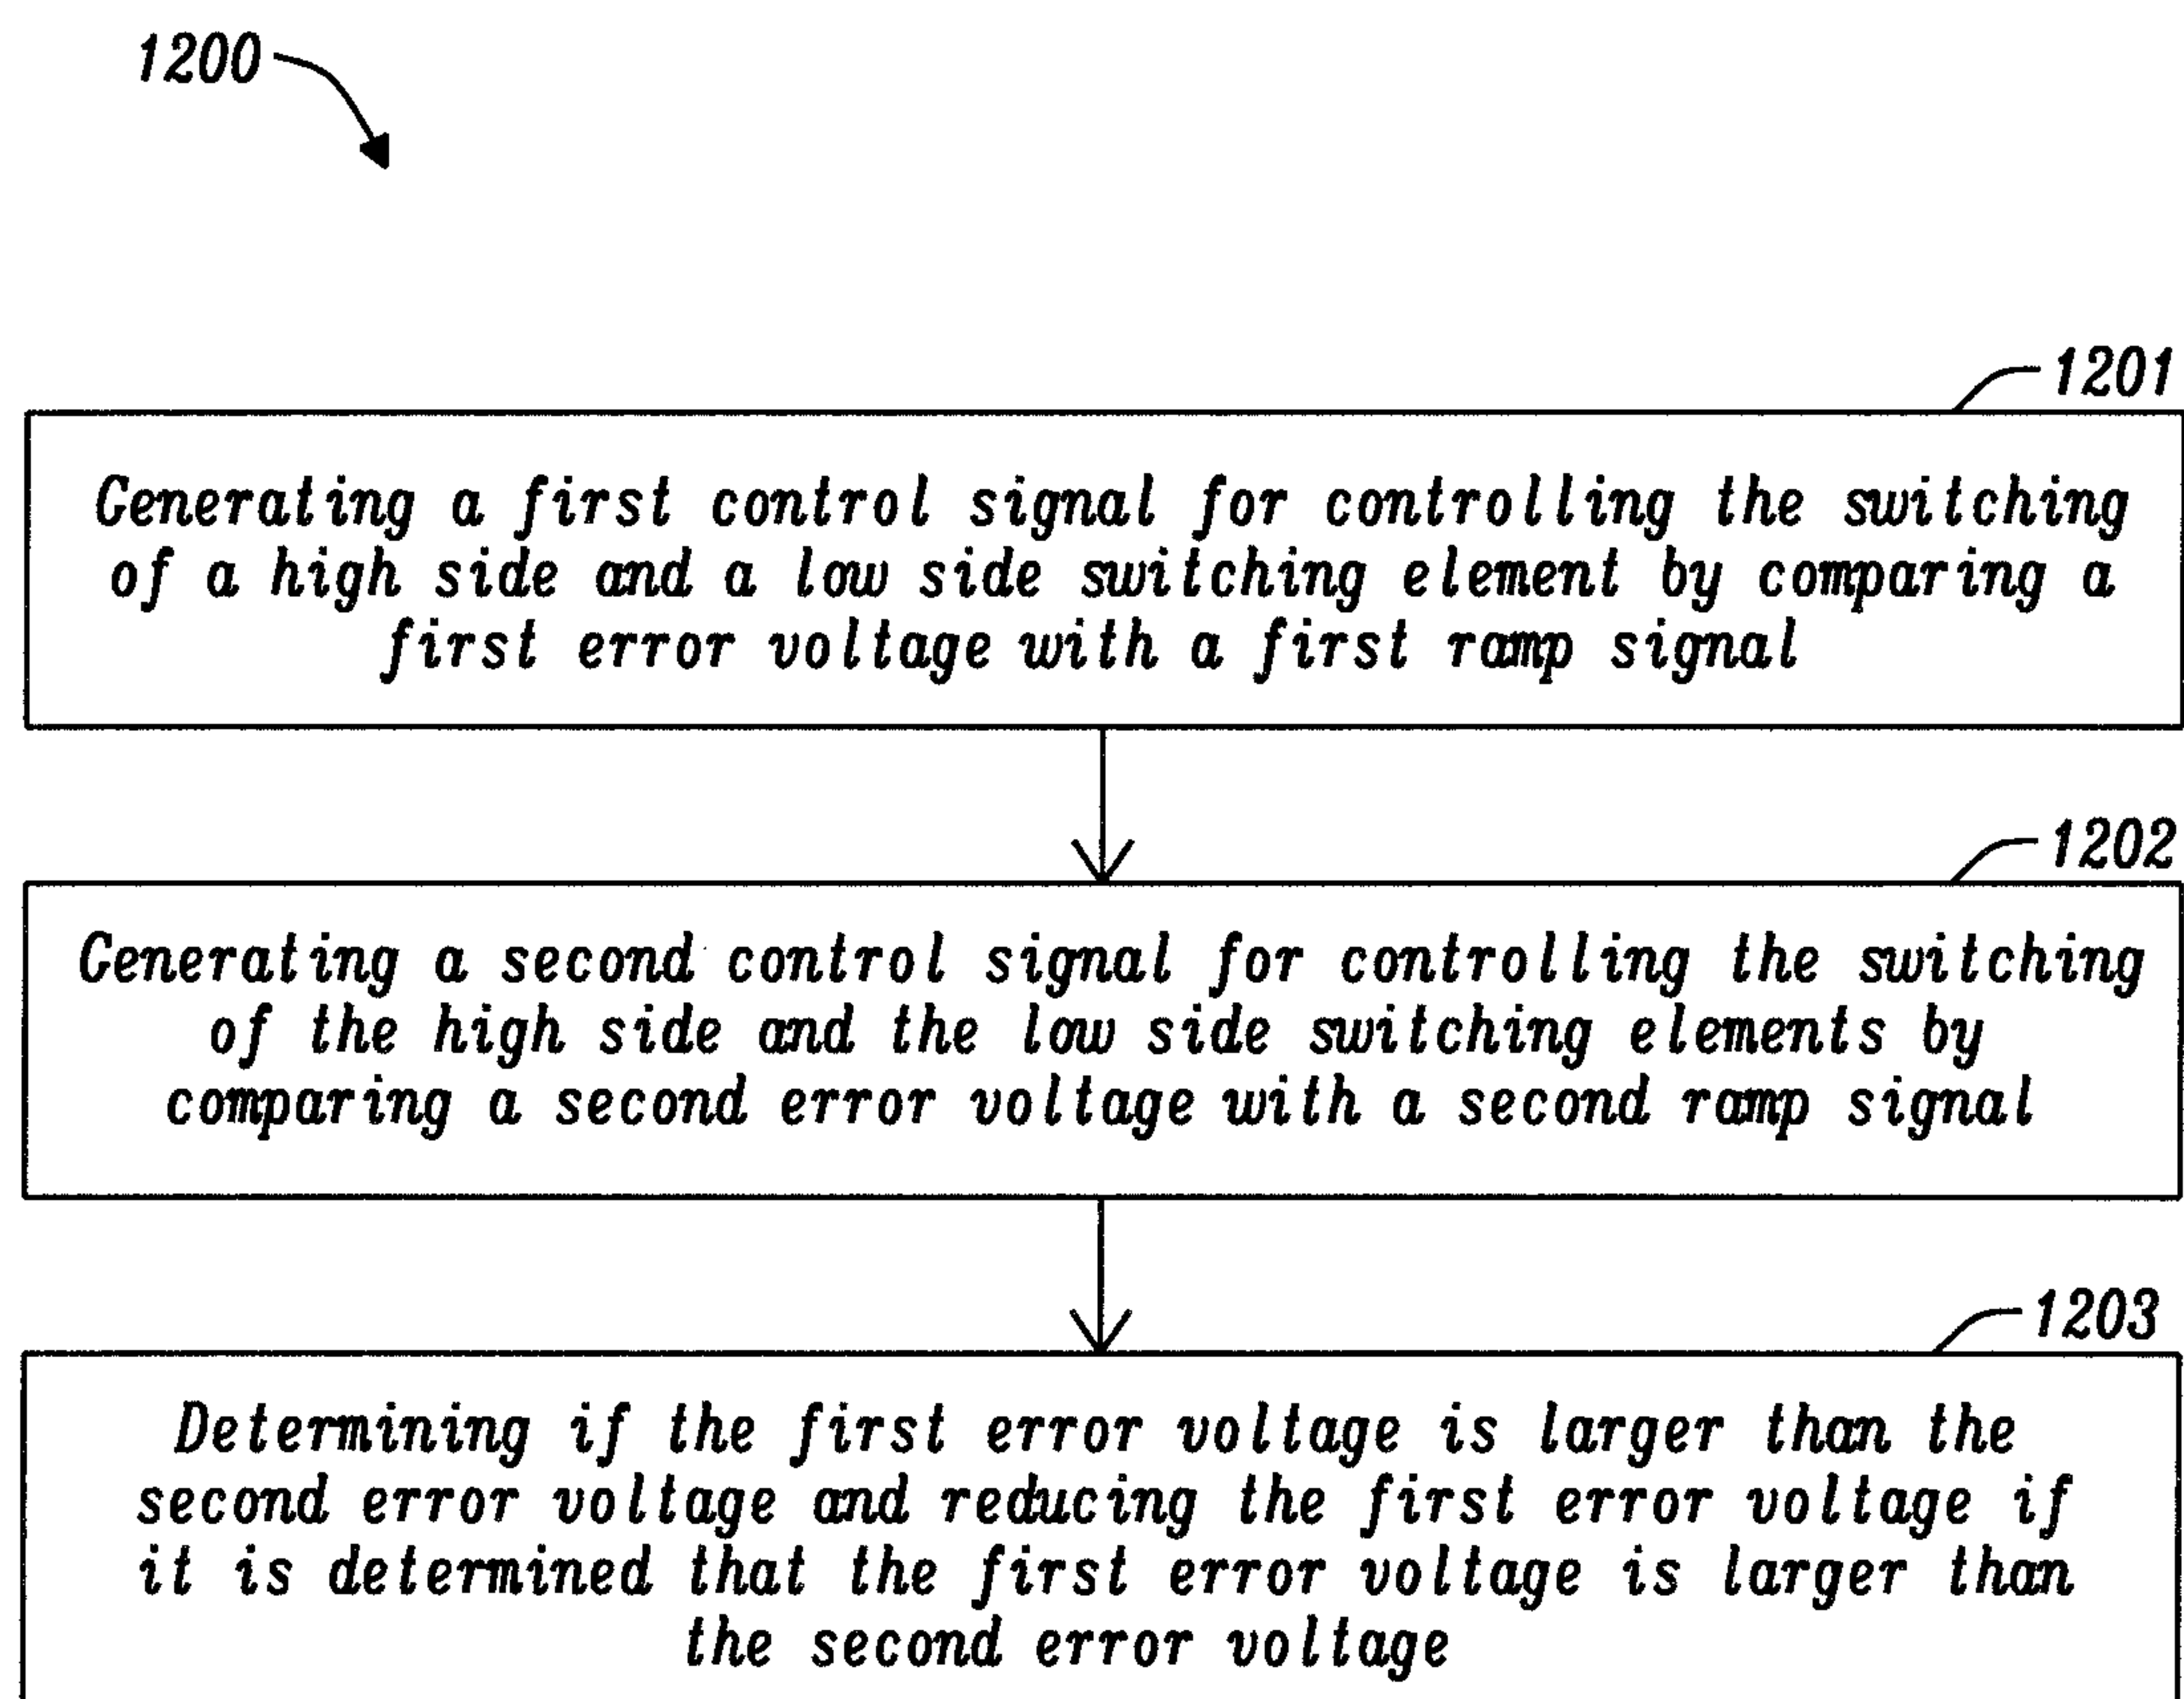 1200
1201
Generating a first control signal for controlling the switching
of a high side and a low side switching element by comparing a
first error voltage with a first ramp signal
1202
Generating a second control signal for controlling the switching
of the high side and the low side switching elements by
comparing a second error voltage with a second ramp signal
1203
Determining if the first error voltage is larger than the
second error voltage and reducing the first error voltage if
it is determined that the first error voltage is larger than
the second error voltage